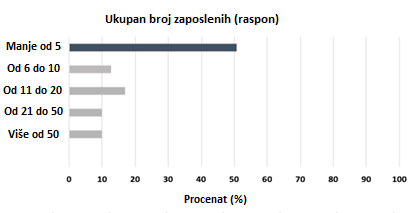 Ukupan broj zaposlenih (raspon)
Manje od 5
Od 6 do 10
Od 11 do 20
Od 21 do 50
Više od 50
0 10 20 30 40 50 60 70 80 90 100
Procenat (%)